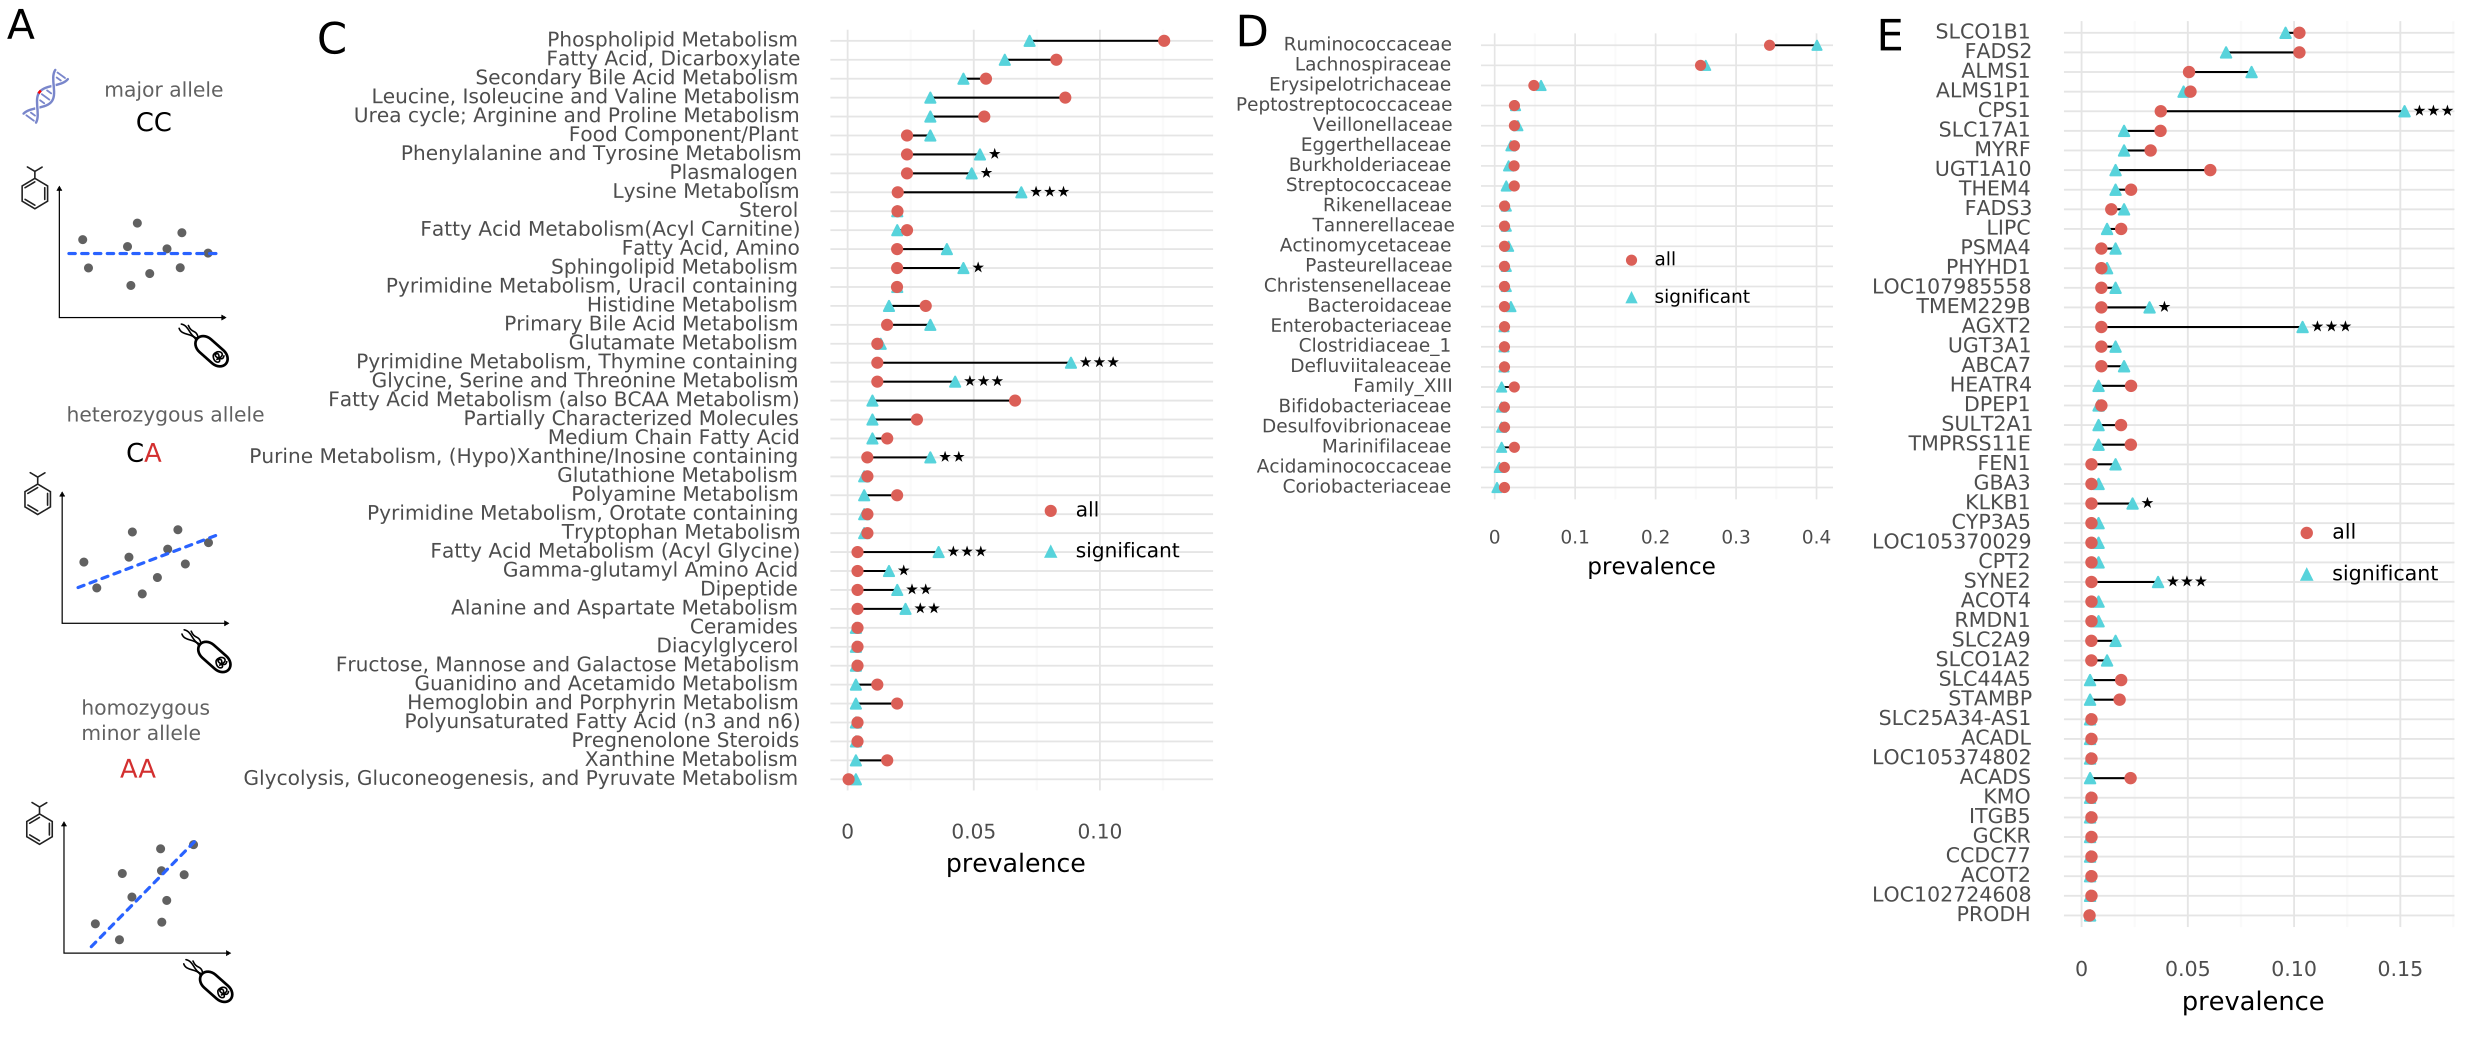 A
major allele
CC
heterozygous allele
CA
homozygous
minor allele
AA
C
Phospholipid Metabolism
Fatty Acid, Dicarboxylate
Secondary Bile Acid Metabolism
Leucine, Isoleucine and Valine Metabolism
Urea cycle; Arginine and Proline Metabolism
Food Component/Plant
Phenylalanine and Tyrosine Metabolism
Plasmalogen
Lysine Metabolism
Sterol
Fatty Acid Metabolism(Acyl Carnitine)
Fatty Acid, Amino
Sphingolipid Metabolism
Pyrimidine Metabolism, Uracil containing
Histidine Metabolism
Primary Bile Acid Metabolism
Glutamate Metabolism
Pyrimidine Metabolism, Thymine containing
Glycine, Serine and Threonine Metabolism
Fatty Acid Metabolism (also BCAA Metabolism)
Partially Characterized Molecules
Medium Chain Fatty Acid
Purine Metabolism, (Hypo)Xanthine/Inosine containing
Glutathione Metabolism
Polyamine Metabolism
Pyrimidine Metabolism, Orotate containing
Tryptophan Metabolism
Fatty Acid Metabolism (Acyl Glycine)
Gamma-glutamyl Amino Acid
Dipeptide
Alanine and Aspartate Metabolism
Ceramides
Diacylglycerol
Fructose, Mannose and Galactose Metabolism
Guanidino and Acetamido Metabolism
Hemoglobin and Porphyrin Metabolism
Polyunsaturated Fatty Acid (n3 and n6)
Pregnenolone Steroids
Xanthine Metabolism
Glycolysis, Gluconeogenesis, and Pyruvate Metabolism
all
significant
0 0.05 0.10
prevalence
D
Ruminococcaceae
Lachnospiraceae
Erysipelotrichaceae
Peptostreptococcaceae
Veillonellaceae
Eggerthellaceae
Burkholderiaceae
Streptococcaceae
Rikenellaceae
Tannerellaceae
Actinomycetaceae
Pasteurellaceae
Christensenellaceae
Bacteroidaceae
Enterobacteriaceae
Clostridiaceae_1
Defluviitaleaceae
Family_XIII
Bifidobacteriaceae
Desulfovibrionaceae
Marinifilaceae
Acidaminococcaceae
Coriobacteriaceae
all
significant
0 0.1 0.2 0.3 0.4
prevalence
E
SLCO1B1
FADS2
ALMS1
ALMS1P1
CPS1
SLC17A1
MYRF
UGT1A10
THEM4
FADS3
LIPC
PSMA4
PHYHD1
LOC107985558
TMEM229B
AGXT2
UGT3A1
ABCA7
HEATR4
DPEP1
SULT2A1
TMPRSS11E
FEN1
GBA3
KLKB1
CYP3A5
LOC105370029
CPT2
SYNE2
ACOT4
RMDN1
SLC2A9
SLCO1A2
SLC44A5
STAMBP
SLC25A34-AS1
ACADL
LOC105374802
ACADS
KMO
ITGB5
GCKR
CCDC77
ACOT2
LOC102724608
PRODH
all
significant
0 0.05 0.10 0.15
prevalence